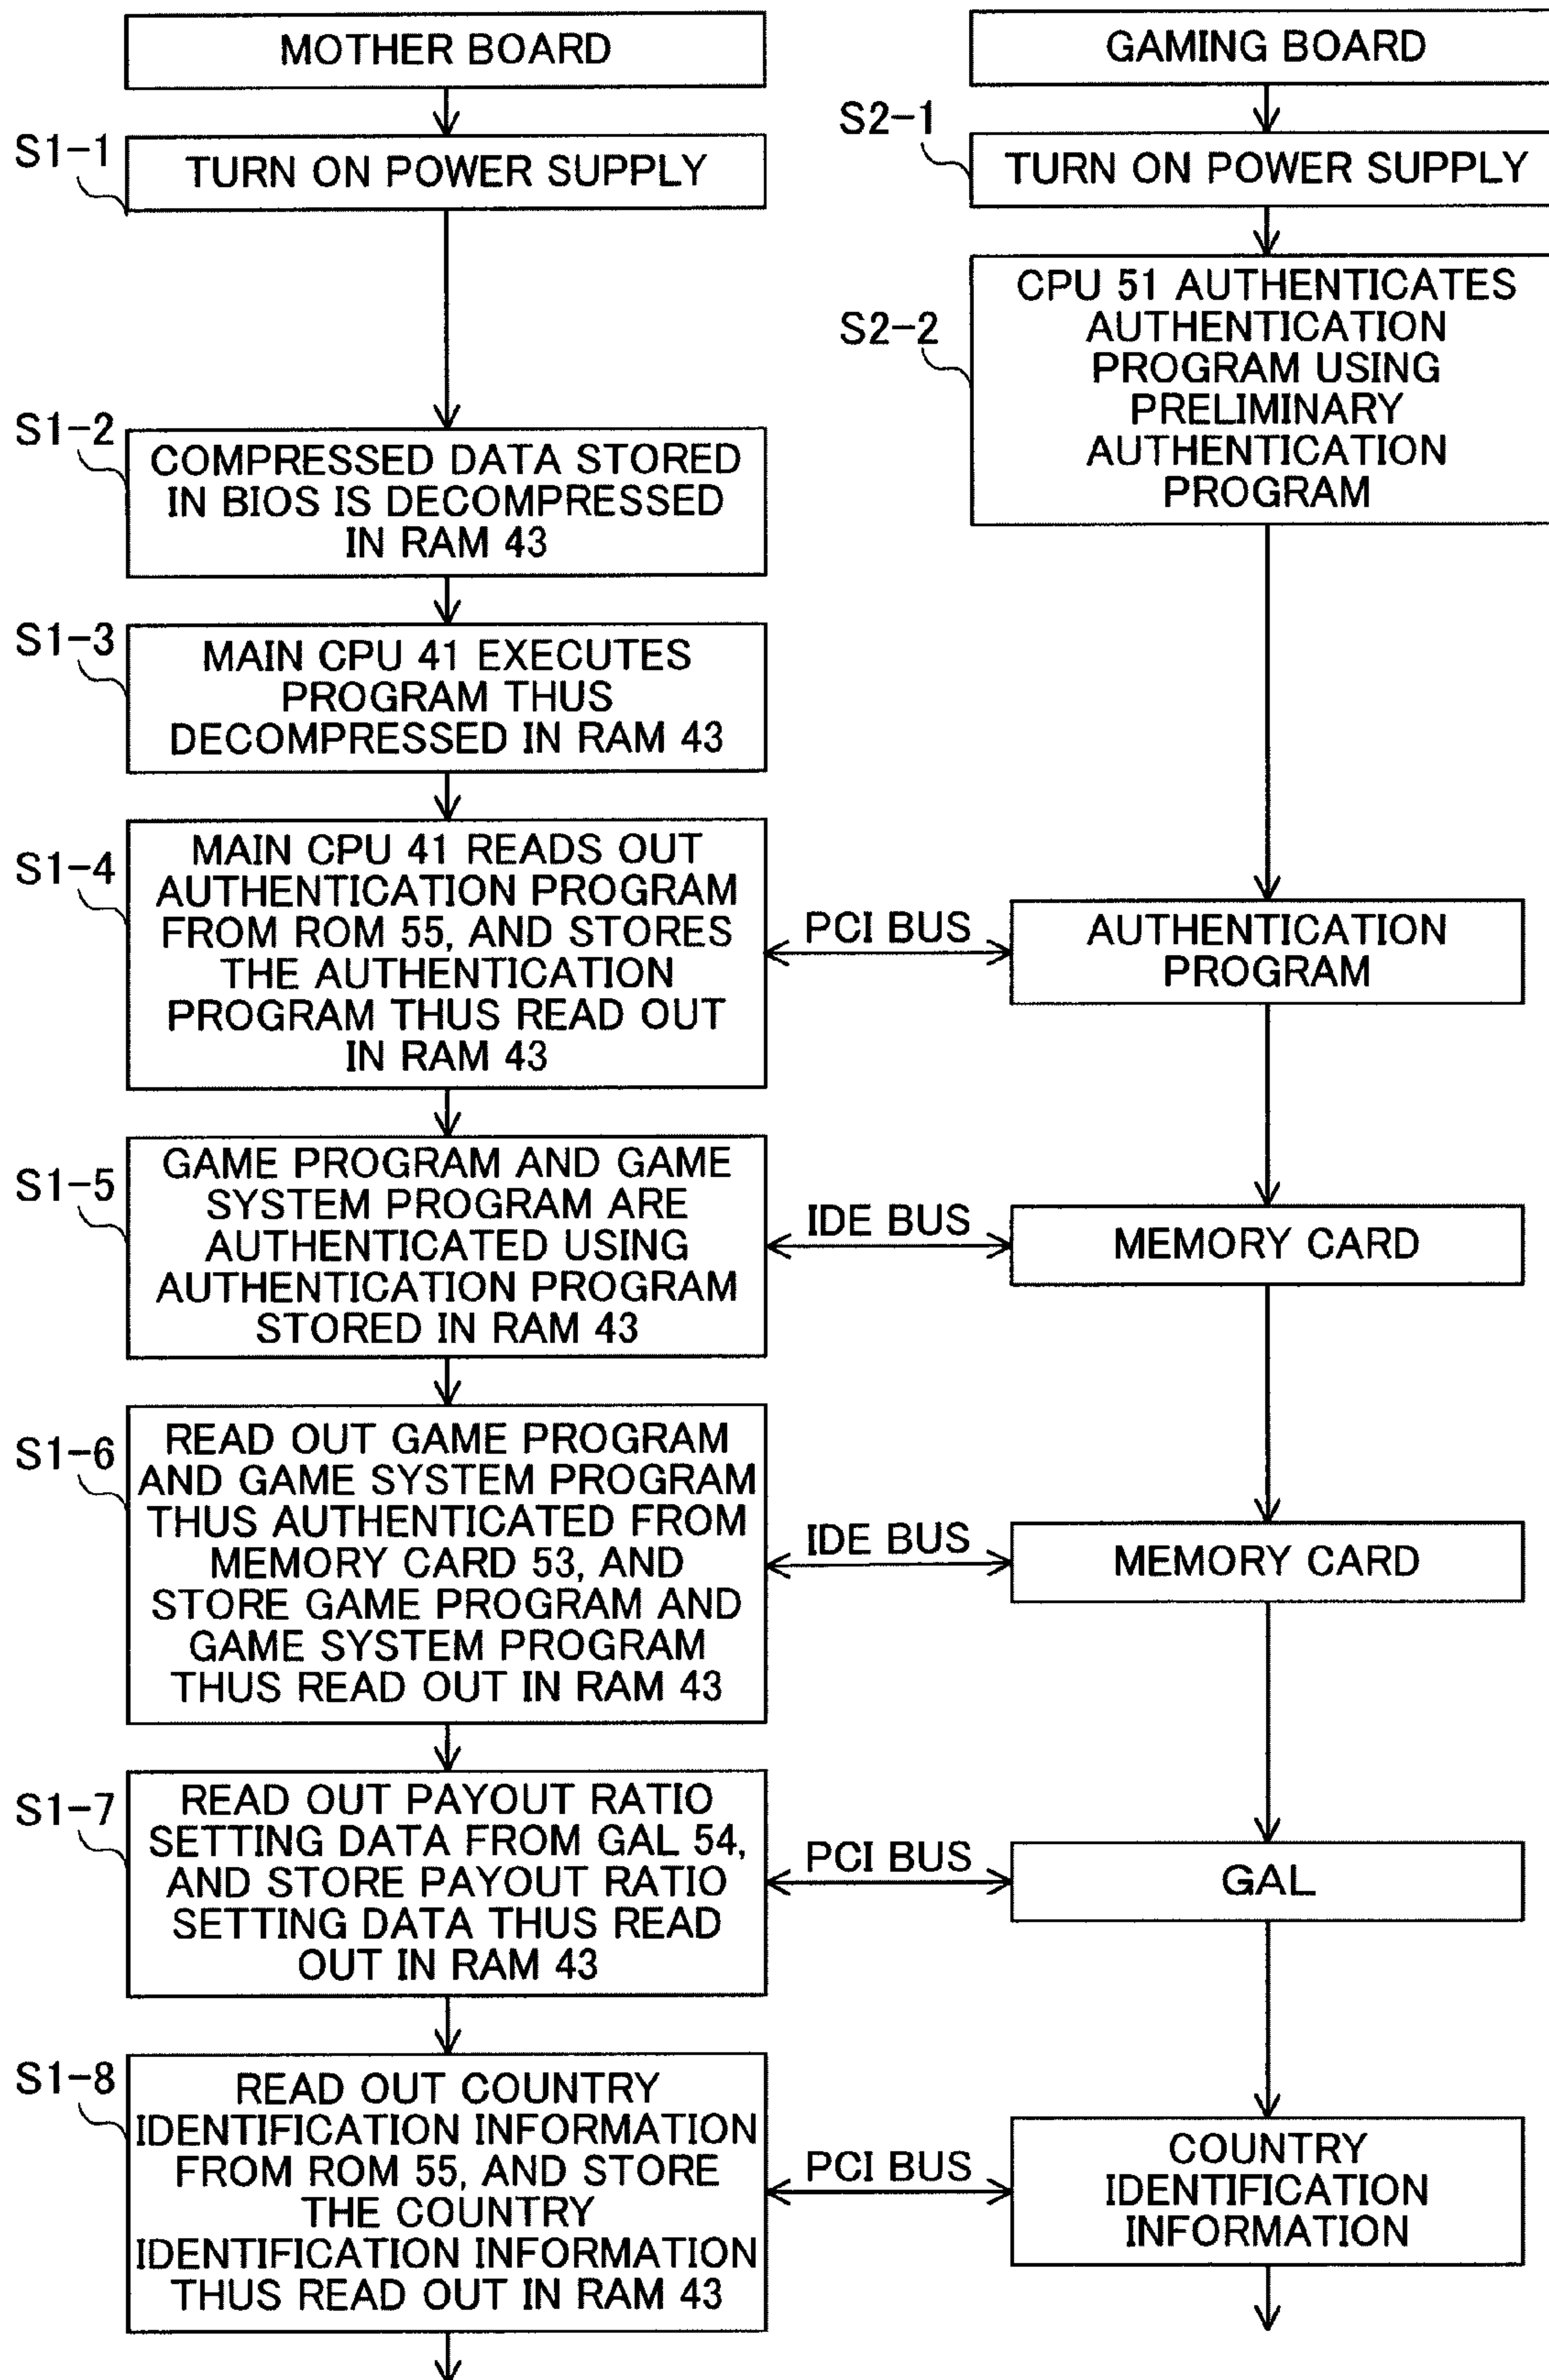 MOTHER BOARD
S1-1
TURN ON POWER SUPPLY
S1-2
COMPRESSED DATA STORED
IN BIOS IS DECOMPRESSED
IN RAM 43
S1-3
MAIN CPU 41 EXECUTES
PROGRAM THUS
DECOMPRESSED IN RAM 43
S1-4
MAIN CPU 41 READS OUT
AUTHENTICATION PROGRAM
FROM ROM 55, AND STORES
THE AUTHENTICATION
PROGRAM THUS READ OUT
IN RAM 43
S1-5
GAME PROGRAM AND GAME
SYSTEM PROGRAM ARE
AUTHENTICATED USING
AUTHENTICATION PROGRAM
STORED IN RAM 43
S1-6
READ OUT GAME PROGRAM
AND GAME SYSTEM PROGRAM
THUS AUTHENTICATED FROM
MEMORY CARD 53, AND
STORE GAME PROGRAM AND
GAME SYSTEM PROGRAM
THUS READ OUT IN RAM 43
S1-7
READ OUT PAYOUT RATIO
SETTING DATA FROM GAL 54,
AND STORE PAYOUT RATIO
SETTING DATA THUS READ
OUT IN RAM 43
S1-8
READ OUT COUNTRY
IDENTIFICATION INFORMATION
FROM ROM 55, AND STORE
THE COUNTRY
IDENTIFICATION INFORMATION
THUS READ OUT IN RAM 43
GAMING BOARD
S2-1
TURN ON POWER SUPPLY
S2-2
CPU 51 AUTHENTICATES
AUTHENTICATION
PROGRAM USING
PRELIMINARY
AUTHENTICATION
PROGRAM
PCI BUS
AUTHENTICATION
PROGRAM
IDE BUS
MEMORY CARD
IDE BUS
MEMORY CARD
PCI BUS
GAL
PCI BUS
COUNTRY
IDENTIFICATION
INFORMATION